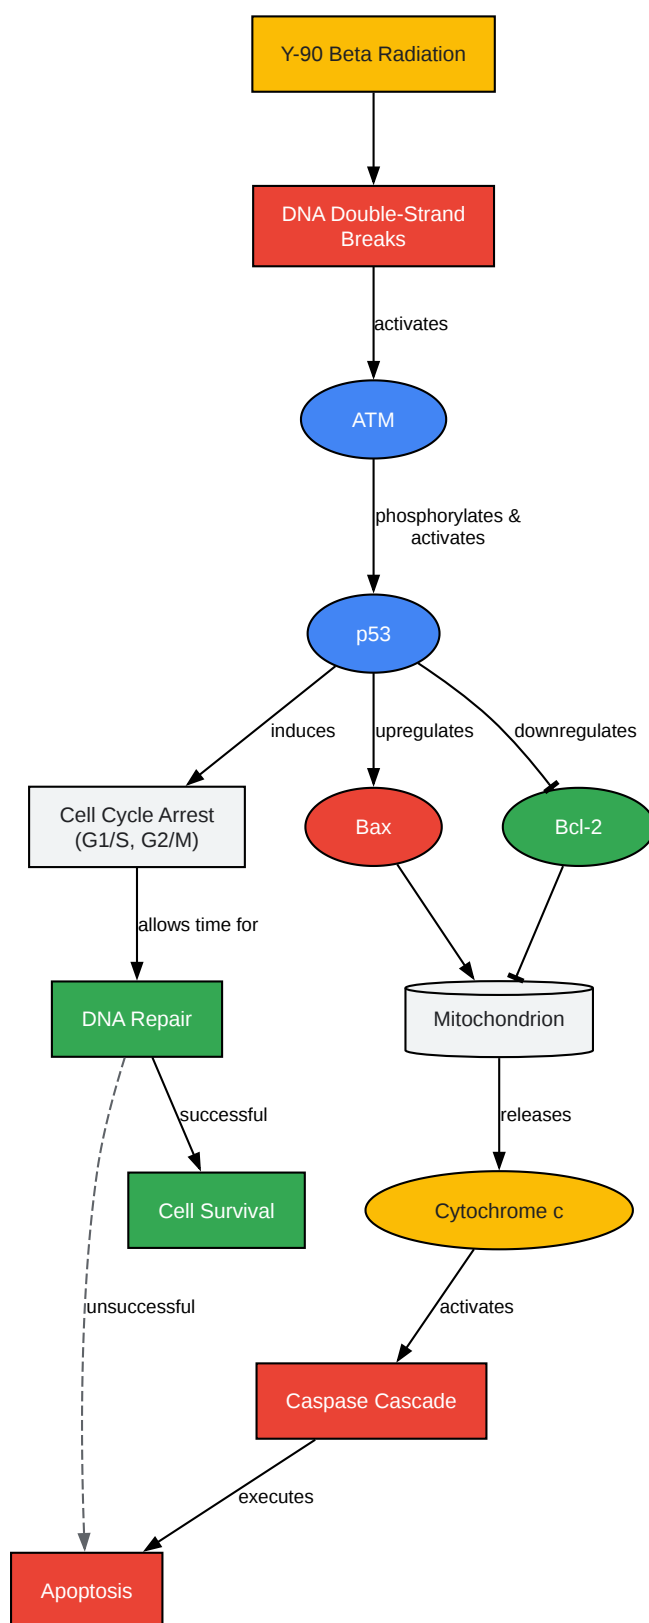 Y-90 Beta Radiation
DNA Double-Strand
Breaks
activates
ATM
phosphorylates &
activates
p53
induces
upregulates
downregulates
Cell Cycle Arrest
(G1/S, G2/M)
Bax
Bcl-2
allows time for
DNA Repair
Mitochondrion
successful
releases
Cell Survival
Cytochrome c
unsuccessful
activates
Caspase Cascade
executes
Apoptosis